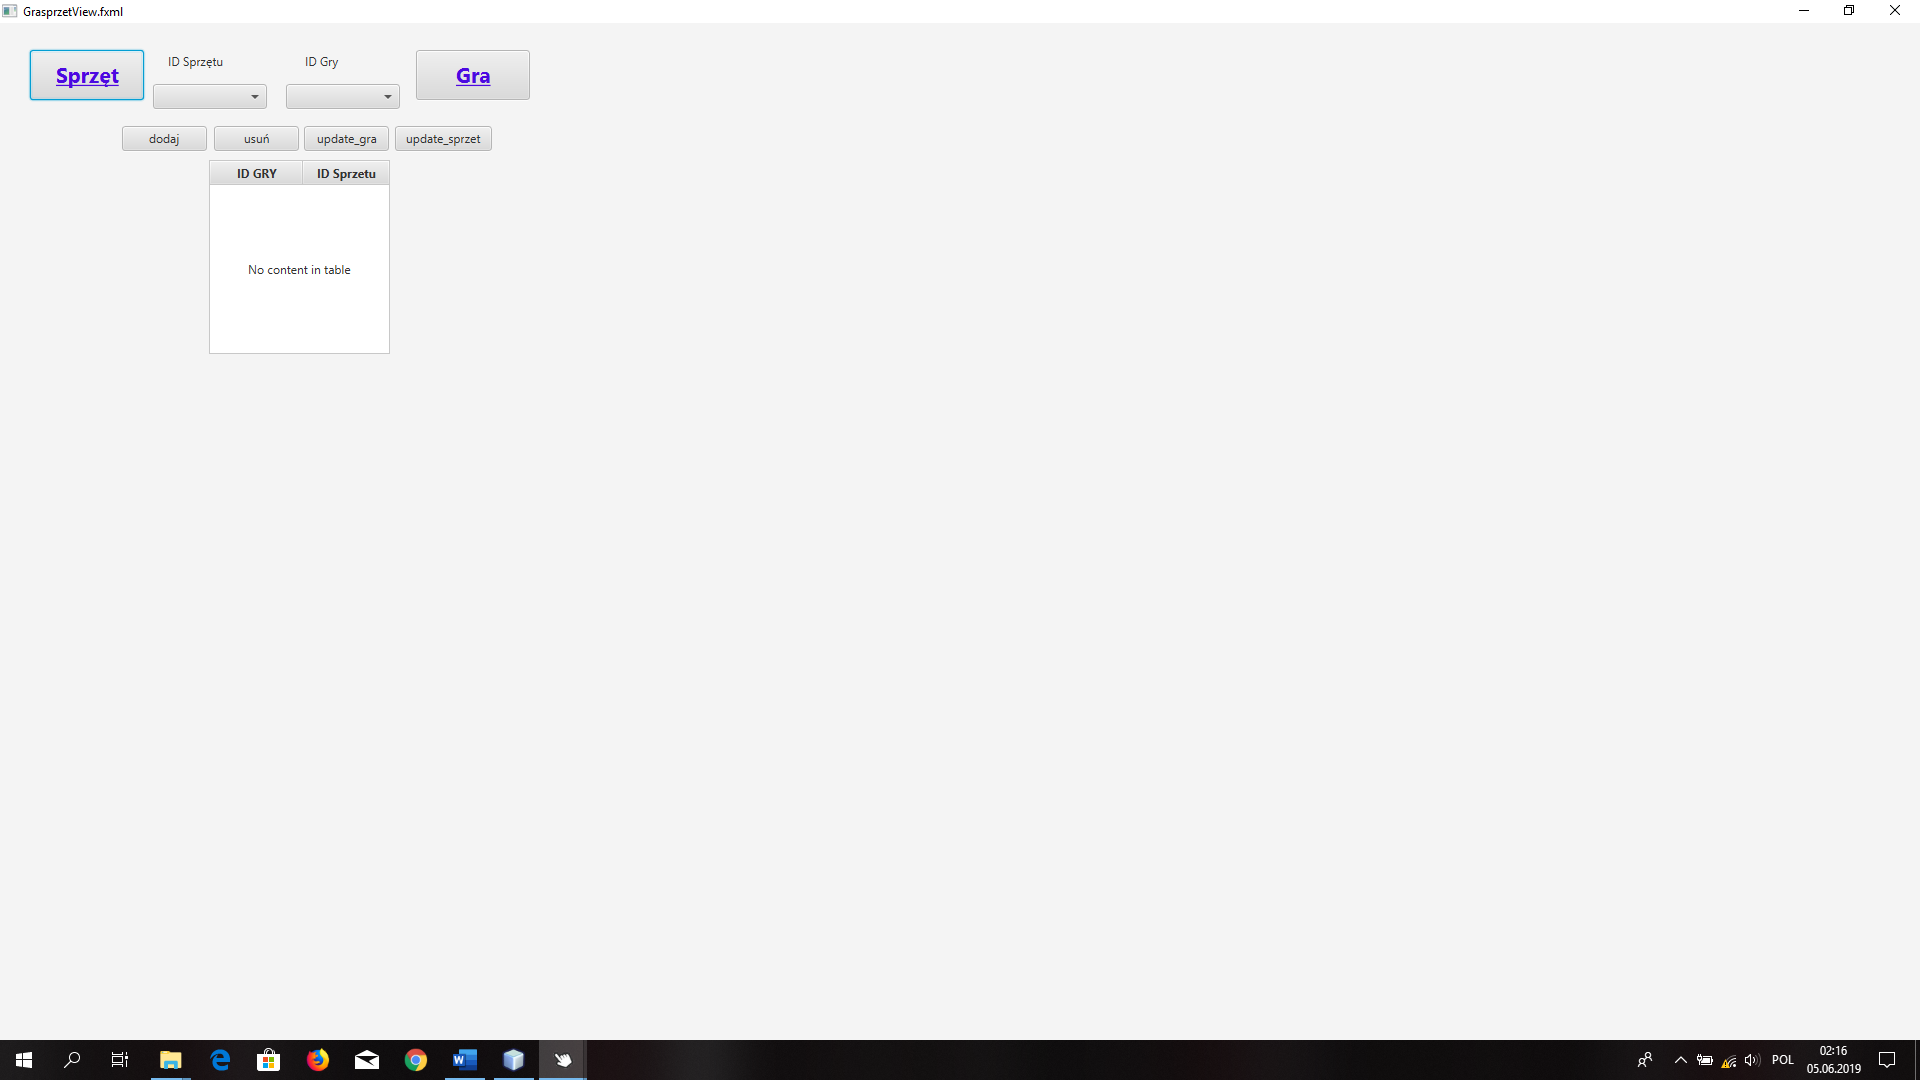 GrasprzetView.fxml
Sprzęt
ID Sprzętu
ID Gry
Gra
dodaj
usuń
update_gra
update_sprzet
ID GRY
ID Sprzetu
No content in table
POL
02:16
05.06.2019